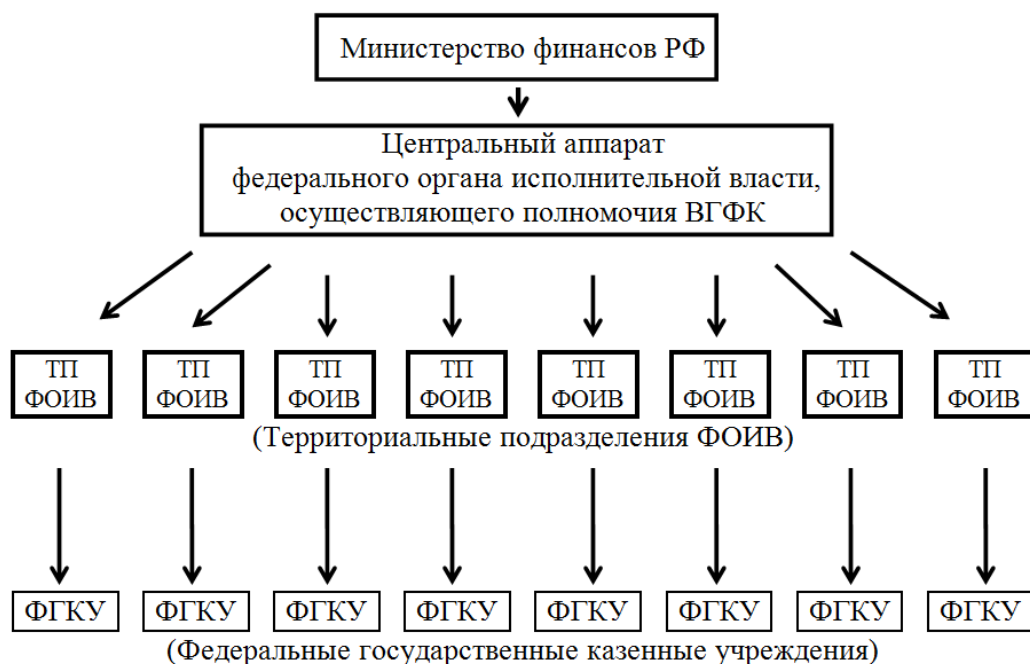 Министерство финансов РФ
Центральный аппарат
федерального органа исполнительной власти,
осуществляющего полномочия ВГФК
ТП ТП ТП ТП ТП ТП ТП ТП
ФОИВ ФОИВ ФОИВ ФОИВ ФОИВ ФОИВ ФОИВ ФОИВ
(Территориальные подразделения ФОИВ)
ФГКУ ФГКУ ФГКУ ФГКУ ФГКУ ФГКУ ФГКУ ФГКУ
(Федеральные государственные казенные учреждения)